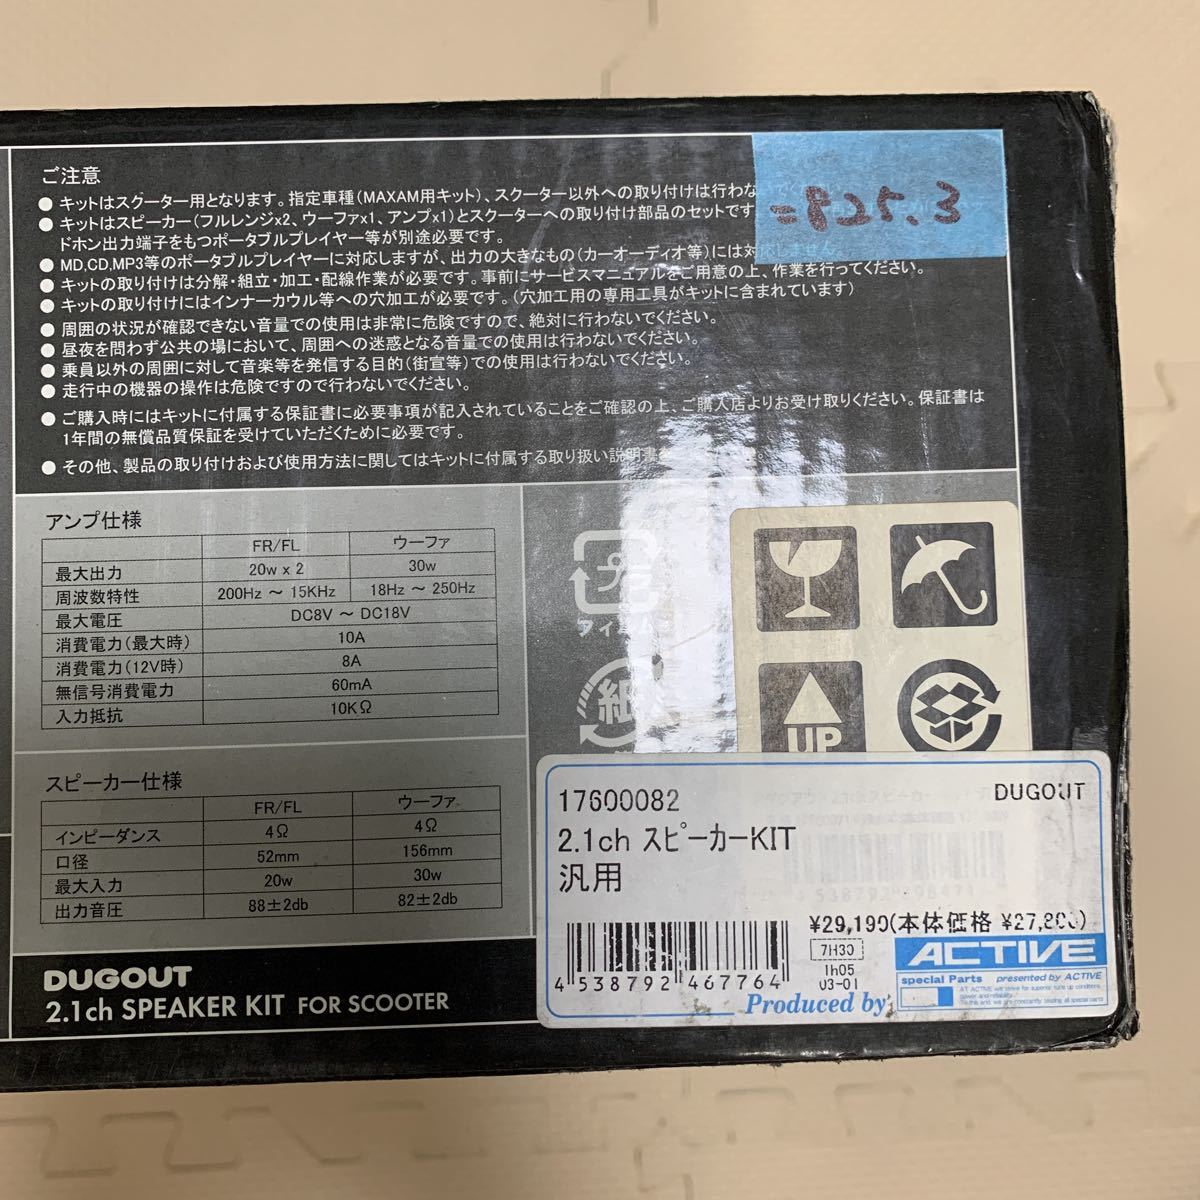 ご注意
● キットはスクーター用となります。指定車種(MAXAM用キット)、スクーター以外への取り付けは行わな
● キットはスピーカー(フルレンジx2、ウーファx1、アンプx1)とスクーターへの取り付け部品のセットです
ドホン出力端子をもつポータブルプレイヤー等が別途必要です。
● MD,CD,MP3等のポータブルプレイヤーに対応しますが、出力の大きなもの(カーオーディオ等)には対応しません。
● キットの取り付けは分解・組立・加工・配線作業が必要です。事前にサービスマニュアルをご用意の上、作業を行ってください。
● キットの取り付けにはインナーカウル等への穴加工が必要です。(穴加工用の専用工具がキットに含まれています)
● 周囲の状況が確認できない音量での使用は非常に危険ですので、絶対に行わないでください。
● 昼夜を問わず公共の場において、周囲への迷惑となる音量での使用は行わないでください。
● 乗員以外の周囲に対して音楽等を発信する目的(街宣等)での使用は行わないでください。
● 走行中の機器の操作は危険ですので行わないでください。
● ご購入時にはキットに付属する保証書に必要事項が記入されていることをご確認の上、ご購入店よりお受け取りください。保証書は
1年間の無償品質保証を受けていただくために必要です。
● その他、製品の取り付けおよび使用方法に関してはキットに付属する取り扱い説明書
-825.3
アンプ仕様
FR/FL ウーファ
最大出力 20w x 2 30w
周波数特性 200Hz ～ 15KHz 18Hz ～ 250Hz
最大電圧 DC8V ～ DC18V
消費電力(最大時) 10A
消費電力(12V時) 8A
無信号消費電力 60mA
入力抵抗 10KΩ
スピーカー仕様
FR/FL ウーファ
インピーダンス 4Ω 4Ω
口径 52mm 156mm
最大入力 20w 30w
出力音圧 88±2db 82±2db
DUGOUT
2.1ch SPEAKER KIT FOR SCOOTER
プラ
紙
UP
17600082 DUGOUT
2.1ch スピーカーKIT
汎用
¥29,190(本体価格 ¥27,800)
7H30
1h05
03-01
4 538792 467764
ACTIVE
special Parts presented by ACTIVE
Produced by